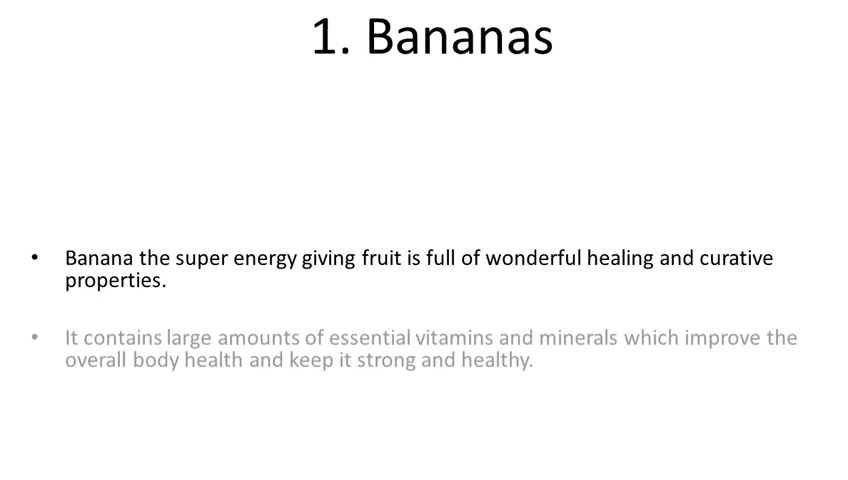 1. Bananas
• Banana the super energy giving fruit is full of wonderful healing and curative
properties.
• It contains large amounts of essential vitamins and minerals which improve the
overall body health and keep it strong and healthy.